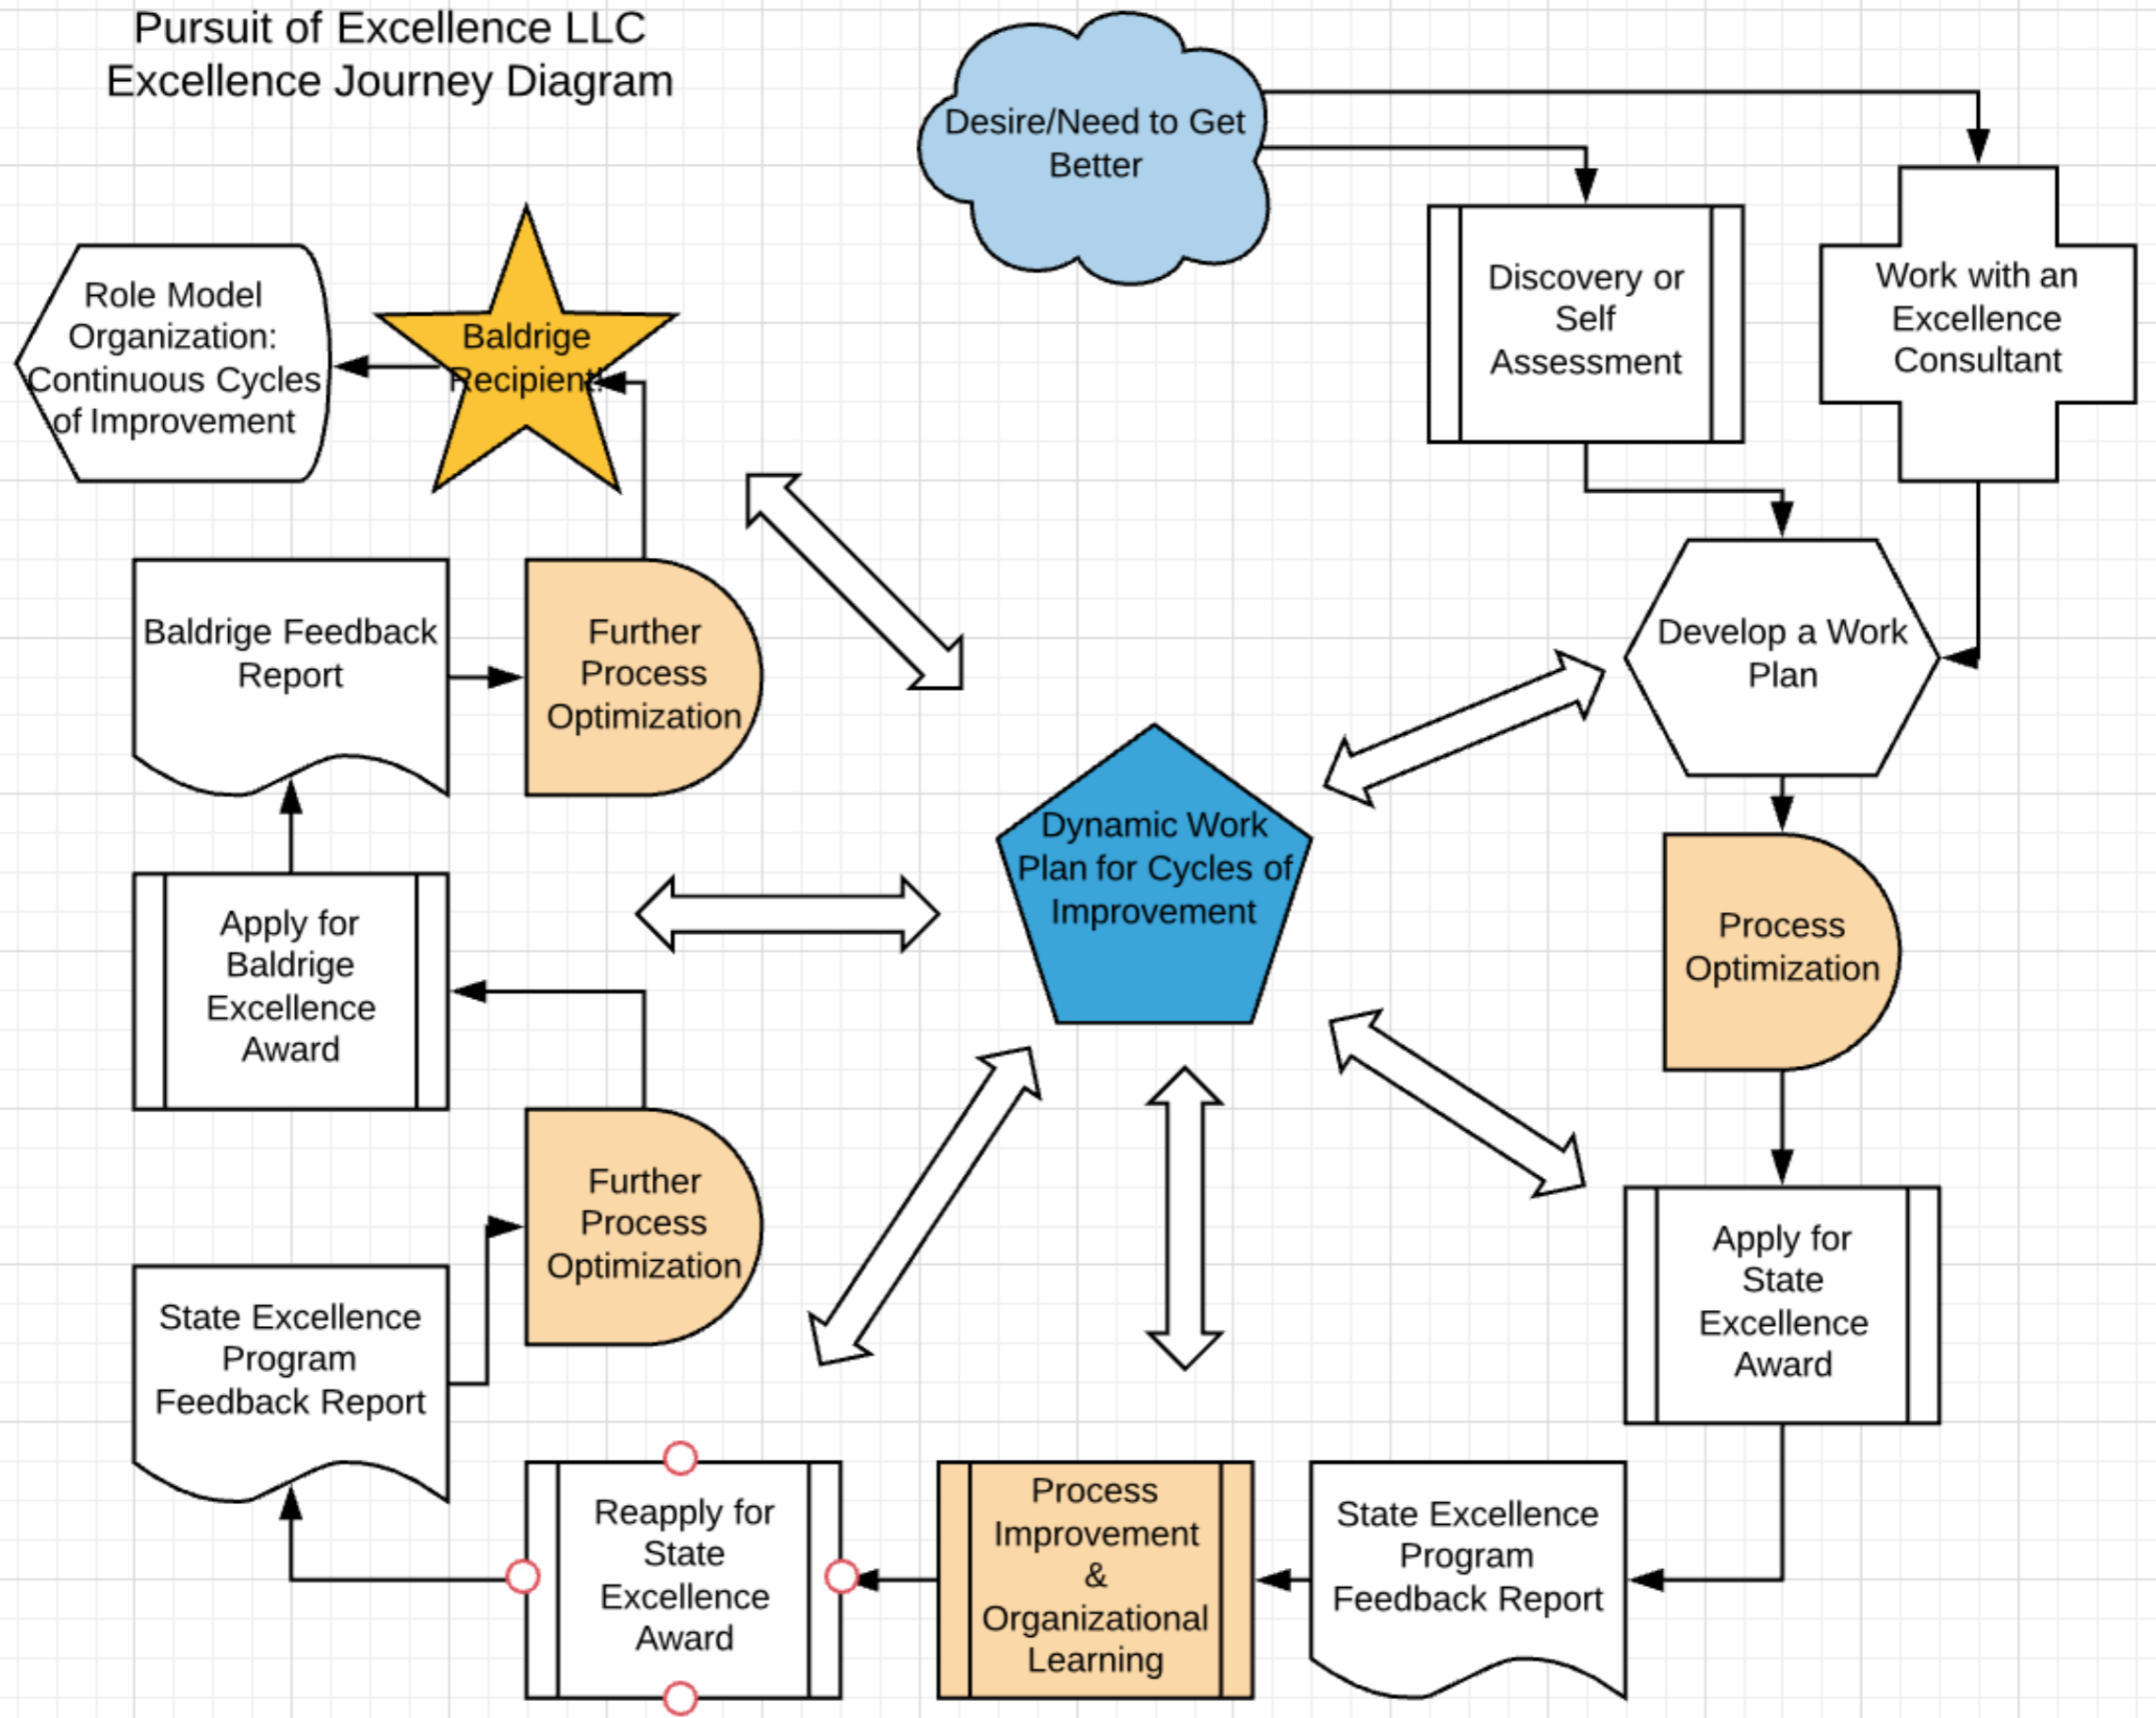 Pursuit of Excellence LLC
Excellence Journey Diagram
Desire/Need to Get
Better
Discovery or
Self
Assessment
Work with an
Excellence
Consultant
Role Model
Organization:
Continuous Cycles
of Improvement
Baldrige
Recipient!
Baldrige Feedback
Report
Further
Process
Optimization
Develop a Work
Plan
Dynamic Work
Plan for Cycles of
Improvement
Process
Optimization
Apply for
Baldrige
Excellence
Award
Further
Process
Optimization
Apply for
State
Excellence
Award
State Excellence
Program
Feedback Report
Reapply for
State
Excellence
Award
Process
Improvement
&
Organizational
Learning
State Excellence
Program
Feedback Report